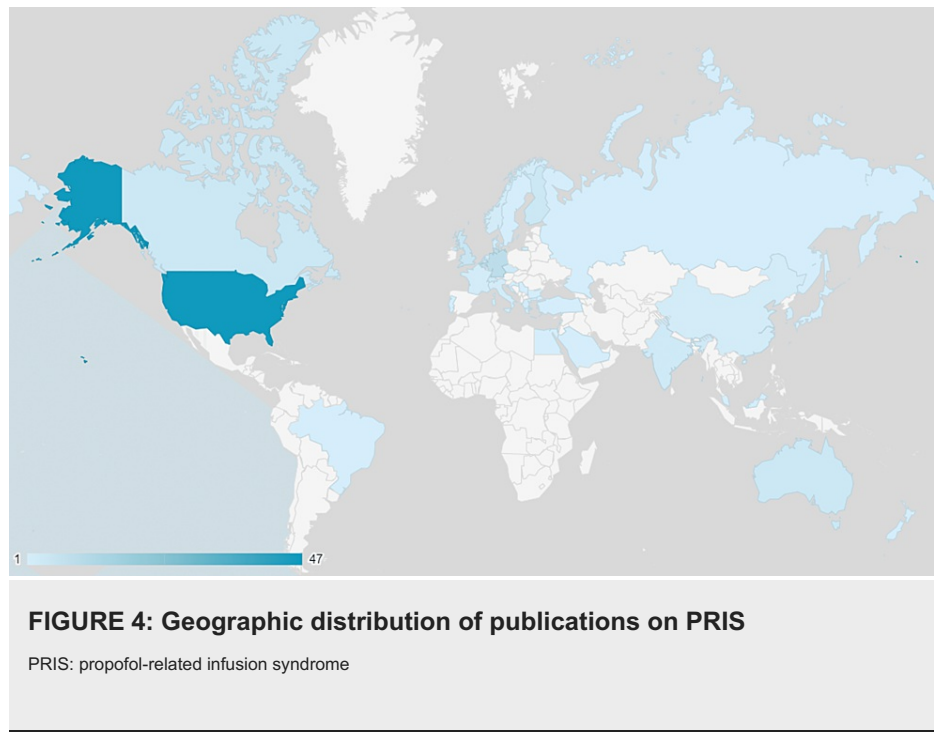 1 47
FIGURE 4: Geographic distribution of publications on PRIS
PRIS: propofol-related infusion syndrome